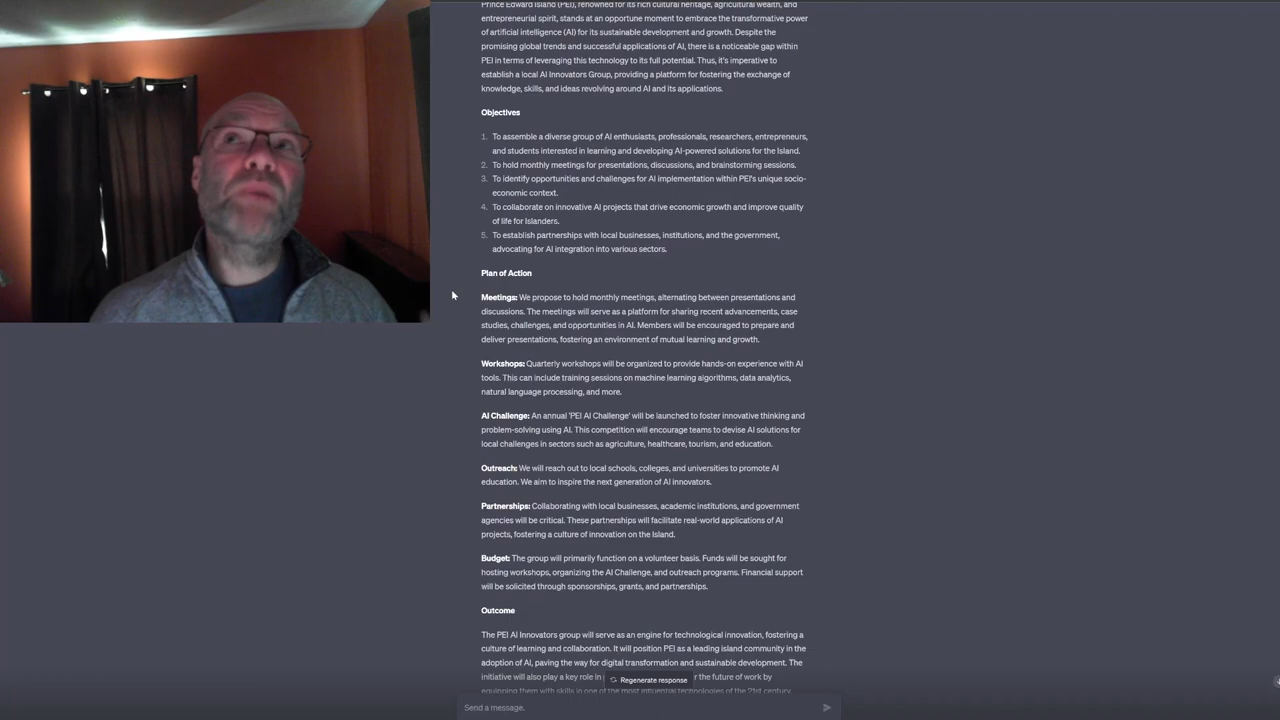 Prince Edward Island (PEI), renowned for its rich cultural heritage, agricultural wealth, and
entrepreneurial spirit, stands at an opportune moment to embrace the transformative power
of artificial intelligence (AI) for its sustainable development and growth. Despite the
promising global trends and successful applications of AI, there is a noticeable gap within
PEI in terms of leveraging this technology to its full potential. Thus, it's imperative to
establish a local AI Innovators Group, providing a platform for fostering the exchange of
knowledge, skills, and ideas revolving around AI and its applications.
Objectives
1. To assemble a diverse group of AI enthusiasts, professionals, researchers, entrepreneurs,
and students interested in learning and developing AI-powered solutions for the Island.
2. To hold monthly meetings for presentations, discussions, and brainstorming sessions.
3. To identify opportunities and challenges for AI implementation within PEI's unique socio-
economic context.
4. To collaborate on innovative AI projects that drive economic growth and improve quality
of life for Islanders.
5. To establish partnerships with local businesses, institutions, and the government,
advocating for AI integration into various sectors.
Plan of Action
Meetings: We propose to hold monthly meetings, alternating between presentations and
discussions. The meetings will serve as a platform for sharing recent advancements, case
studies, challenges, and opportunities in AI. Members will be encouraged to prepare and
deliver presentations, fostering an environment of mutual learning and growth.
Workshops: Quarterly workshops will be organized to provide hands-on experience with AI
tools. This can include training sessions on machine learning algorithms, data analytics,
natural language processing, and more.
AI Challenge: An annual 'PEI AI Challenge' will be launched to foster innovative thinking and
problem-solving using AI. This competition will encourage teams to devise AI solutions for
local challenges in sectors such as agriculture, healthcare, tourism, and education.
Outreach: We will reach out to local schools, colleges, and universities to promote AI
education. We aim to inspire the next generation of AI innovators.
Partnerships: Collaborating with local businesses, academic institutions, and government
agencies will be critical. These partnerships will facilitate real-world applications of AI
projects, fostering a culture of innovation on the Island.
Budget: The group will primarily function on a volunteer basis. Funds will be sought for
hosting workshops, organizing the AI Challenge, and outreach programs. Financial support
will be solicited through sponsorships, grants, and partnerships.
Outcome
The PEI AI Innovators group will serve as an engine for technological innovation, fostering a
culture of learning and collaboration. It will position PEI as a leading island community in the
adoption of AI, paving the way for digital transformation and sustainable development. The
initiative will also play a key role in the future of work by
Regenerate response
equipping them with skills in one of the most influential technologies of the 21st century.
Send a message.